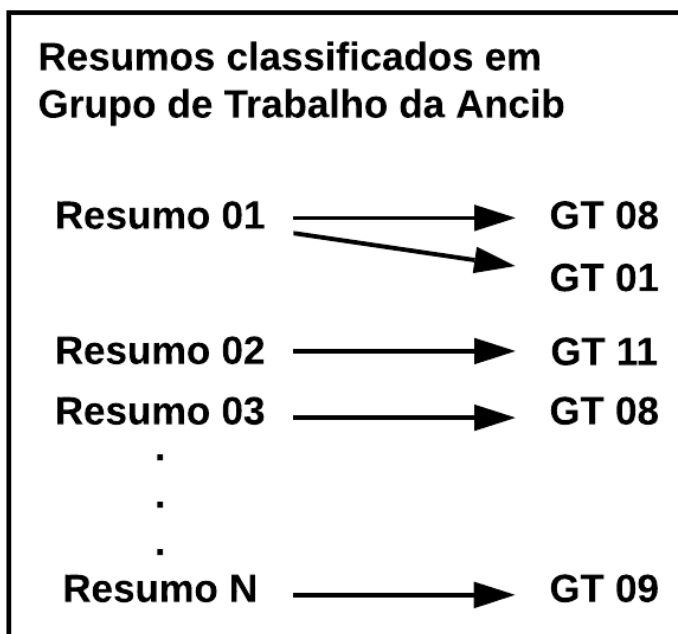 Resumos classificados em
Grupo de Trabalho da Ancib
Resumo 01 GT 08
GT 01
Resumo 02 GT 11
Resumo 03 GT 08
.
.
.
Resumo N GT 09